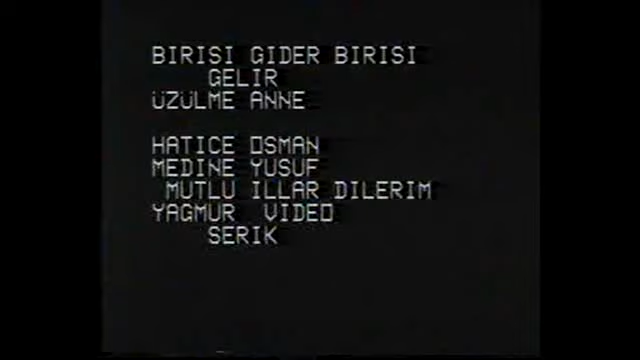 BIRISI GIDER BIRISI
GELIR
ÜZÜLME ANNE
HATICE OSMAN
MEDINE YUSUF
MUTLU ILLAR DILERIM
YAGMUR VIDEO
SERIK